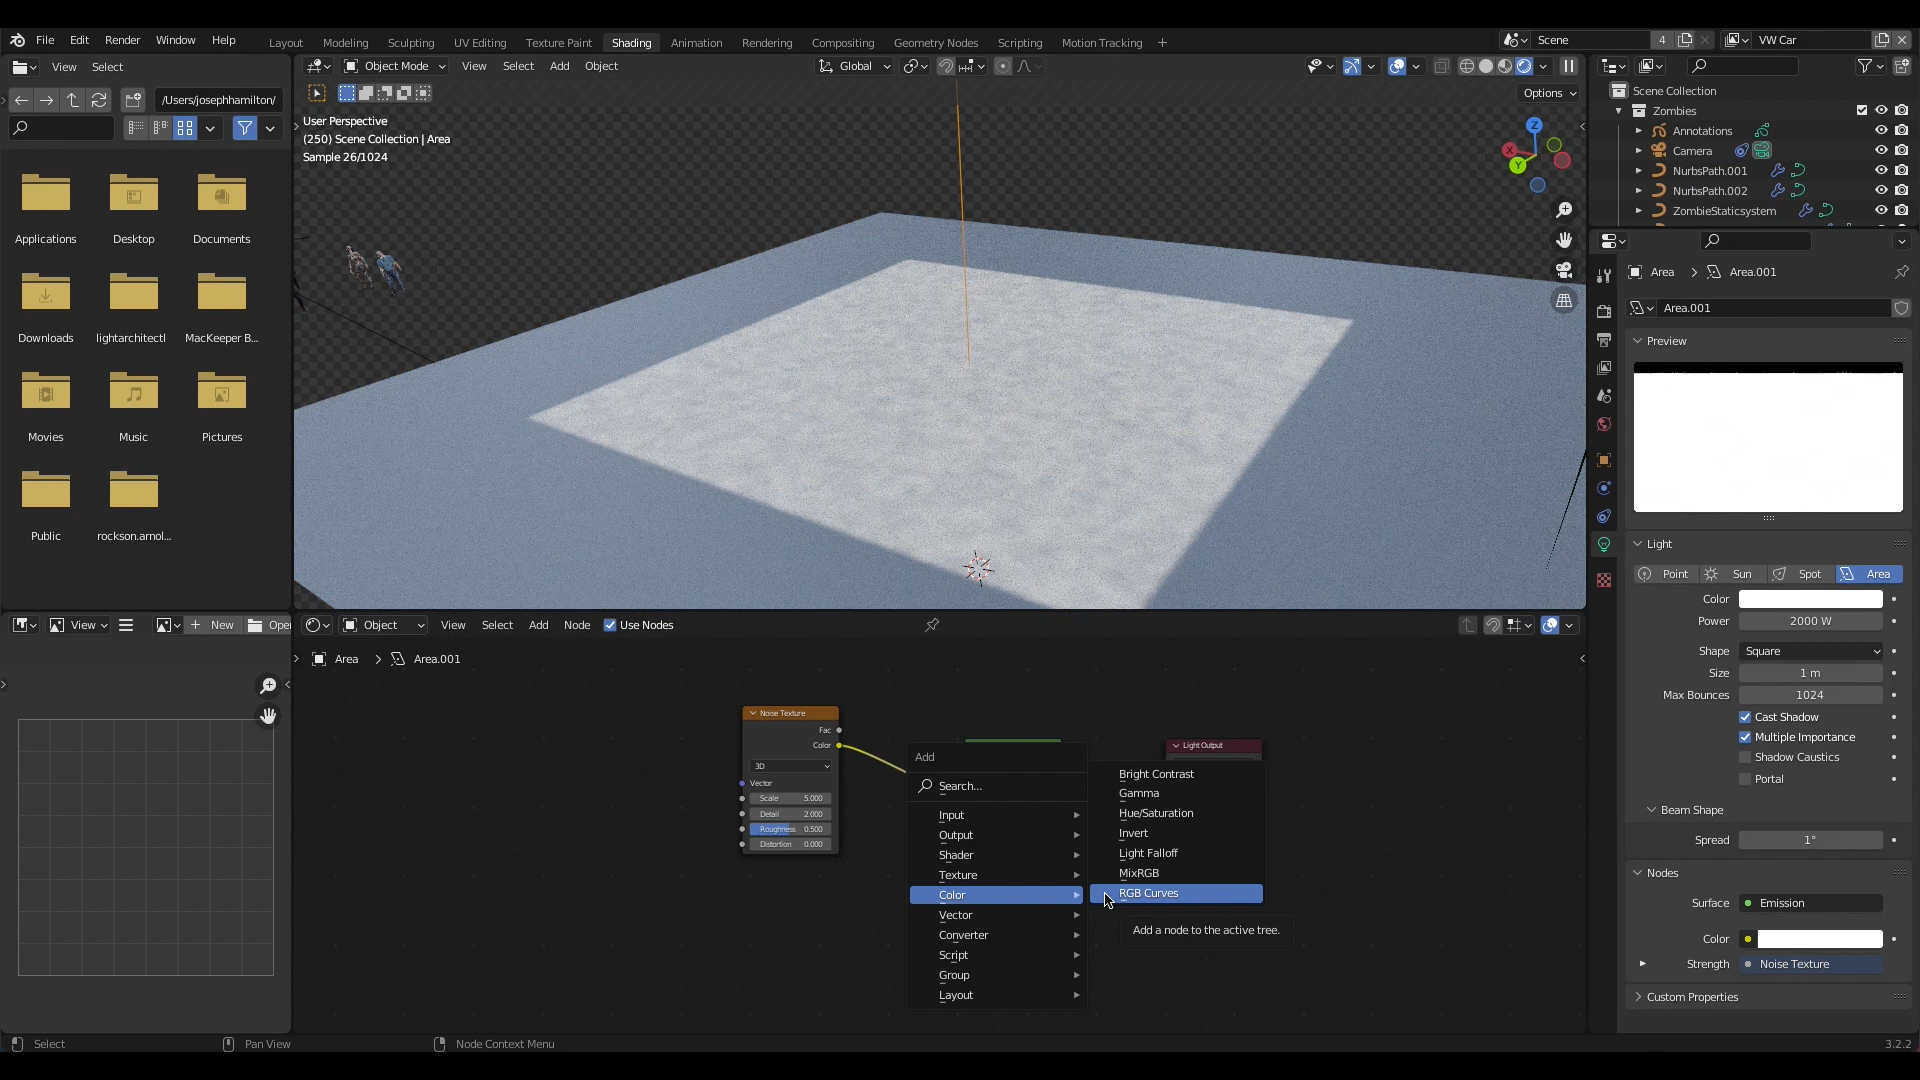 File Edit Render Window Help
Layout Modeling Sculpting UV Editing Texture Paint Shading Animation Rendering Compositing Geometry Nodes Scripting Motion Tracking +
Scene 4
VW Car
View Select
/Users/josephhamilton/
Applications Desktop Documents
Downloads lightarchitectl MacKeeper B...
Movies Music Pictures
Public rockson.arnol...
Object Mode View Select Add Object
Global
Options
User Perspective
(250) Scene Collection | Area
Sample 26/1024
Z
X
Y
Scene Collection
Zombies
Annotations
Camera
NurbsPath.001
NurbsPath.002
ZombieStaticsystem
Area > Area.001
Area.001
Preview
Light
Point Sun Spot Area
Color
Power 2000 W
Shape Square
Size 1 m
Max Bounces 1024
Cast Shadow
Multiple Importance
Shadow Caustics
Portal
Beam Shape
Spread 1°
Nodes
Surface Emission
Color
Strength Noise Texture
Custom Properties
View + New Open
Object View Select Add Node Use Nodes
Area > Area.001
Noise Texture
Fac
Color
3D
Vector
Scale 5.000
Detail 2.000
Roughness 0.500
Distortion 0.000
Light Output
Add
Search...
Input
Output
Shader
Texture
Color
Vector
Converter
Script
Group
Layout
Bright Contrast
Gamma
Hue/Saturation
Invert
Light Falloff
MixRGB
RGB Curves
Add a node to the active tree.
Select Pan View Node Context Menu 3.2.2